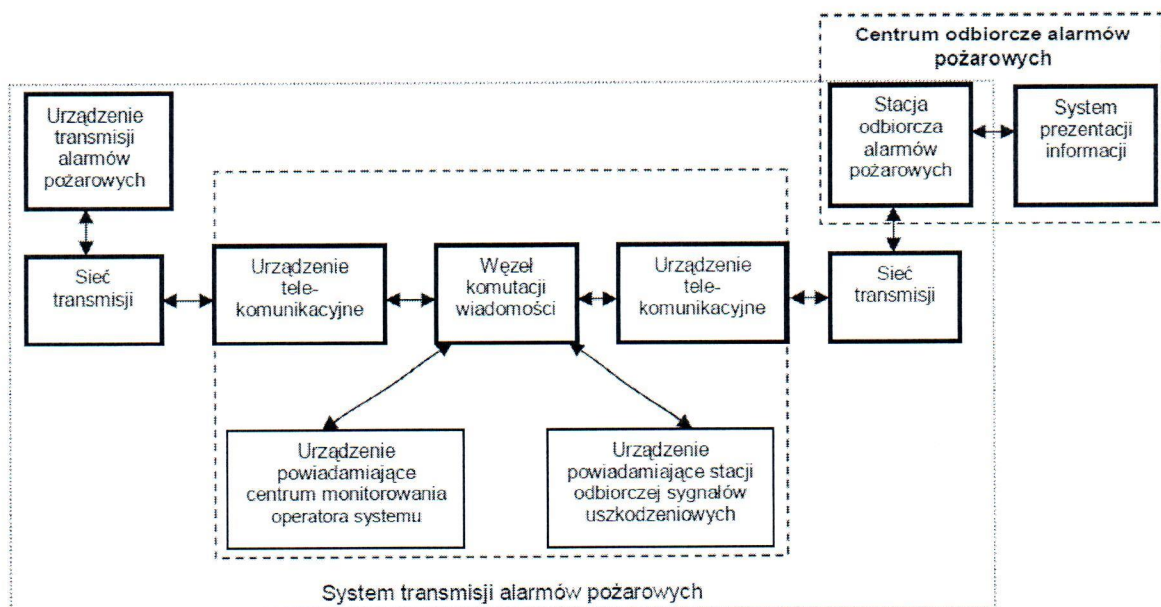 Centrum odbiorcze alarmów
pożarowych
Urządzenie
transmisji
alarmów
pożarowych
Stacja
odbiorcza
alarmów
pożarowych
System
prezentacji
informacji
Sieć
transmisji
Urządzenie
tele-
komunikacyjne
Węzeł
komutacji
wiadomości
Urządzenie
tele-
komunikacyjne
Sieć
transmisji
Urządzenie
powiadamiające
centrum monitorowania
operatora systemu
Urządzenie
powiadamiające stacji
odbiorczej sygnałów
uszkodzeniowych
System transmisji alarmów pożarowych